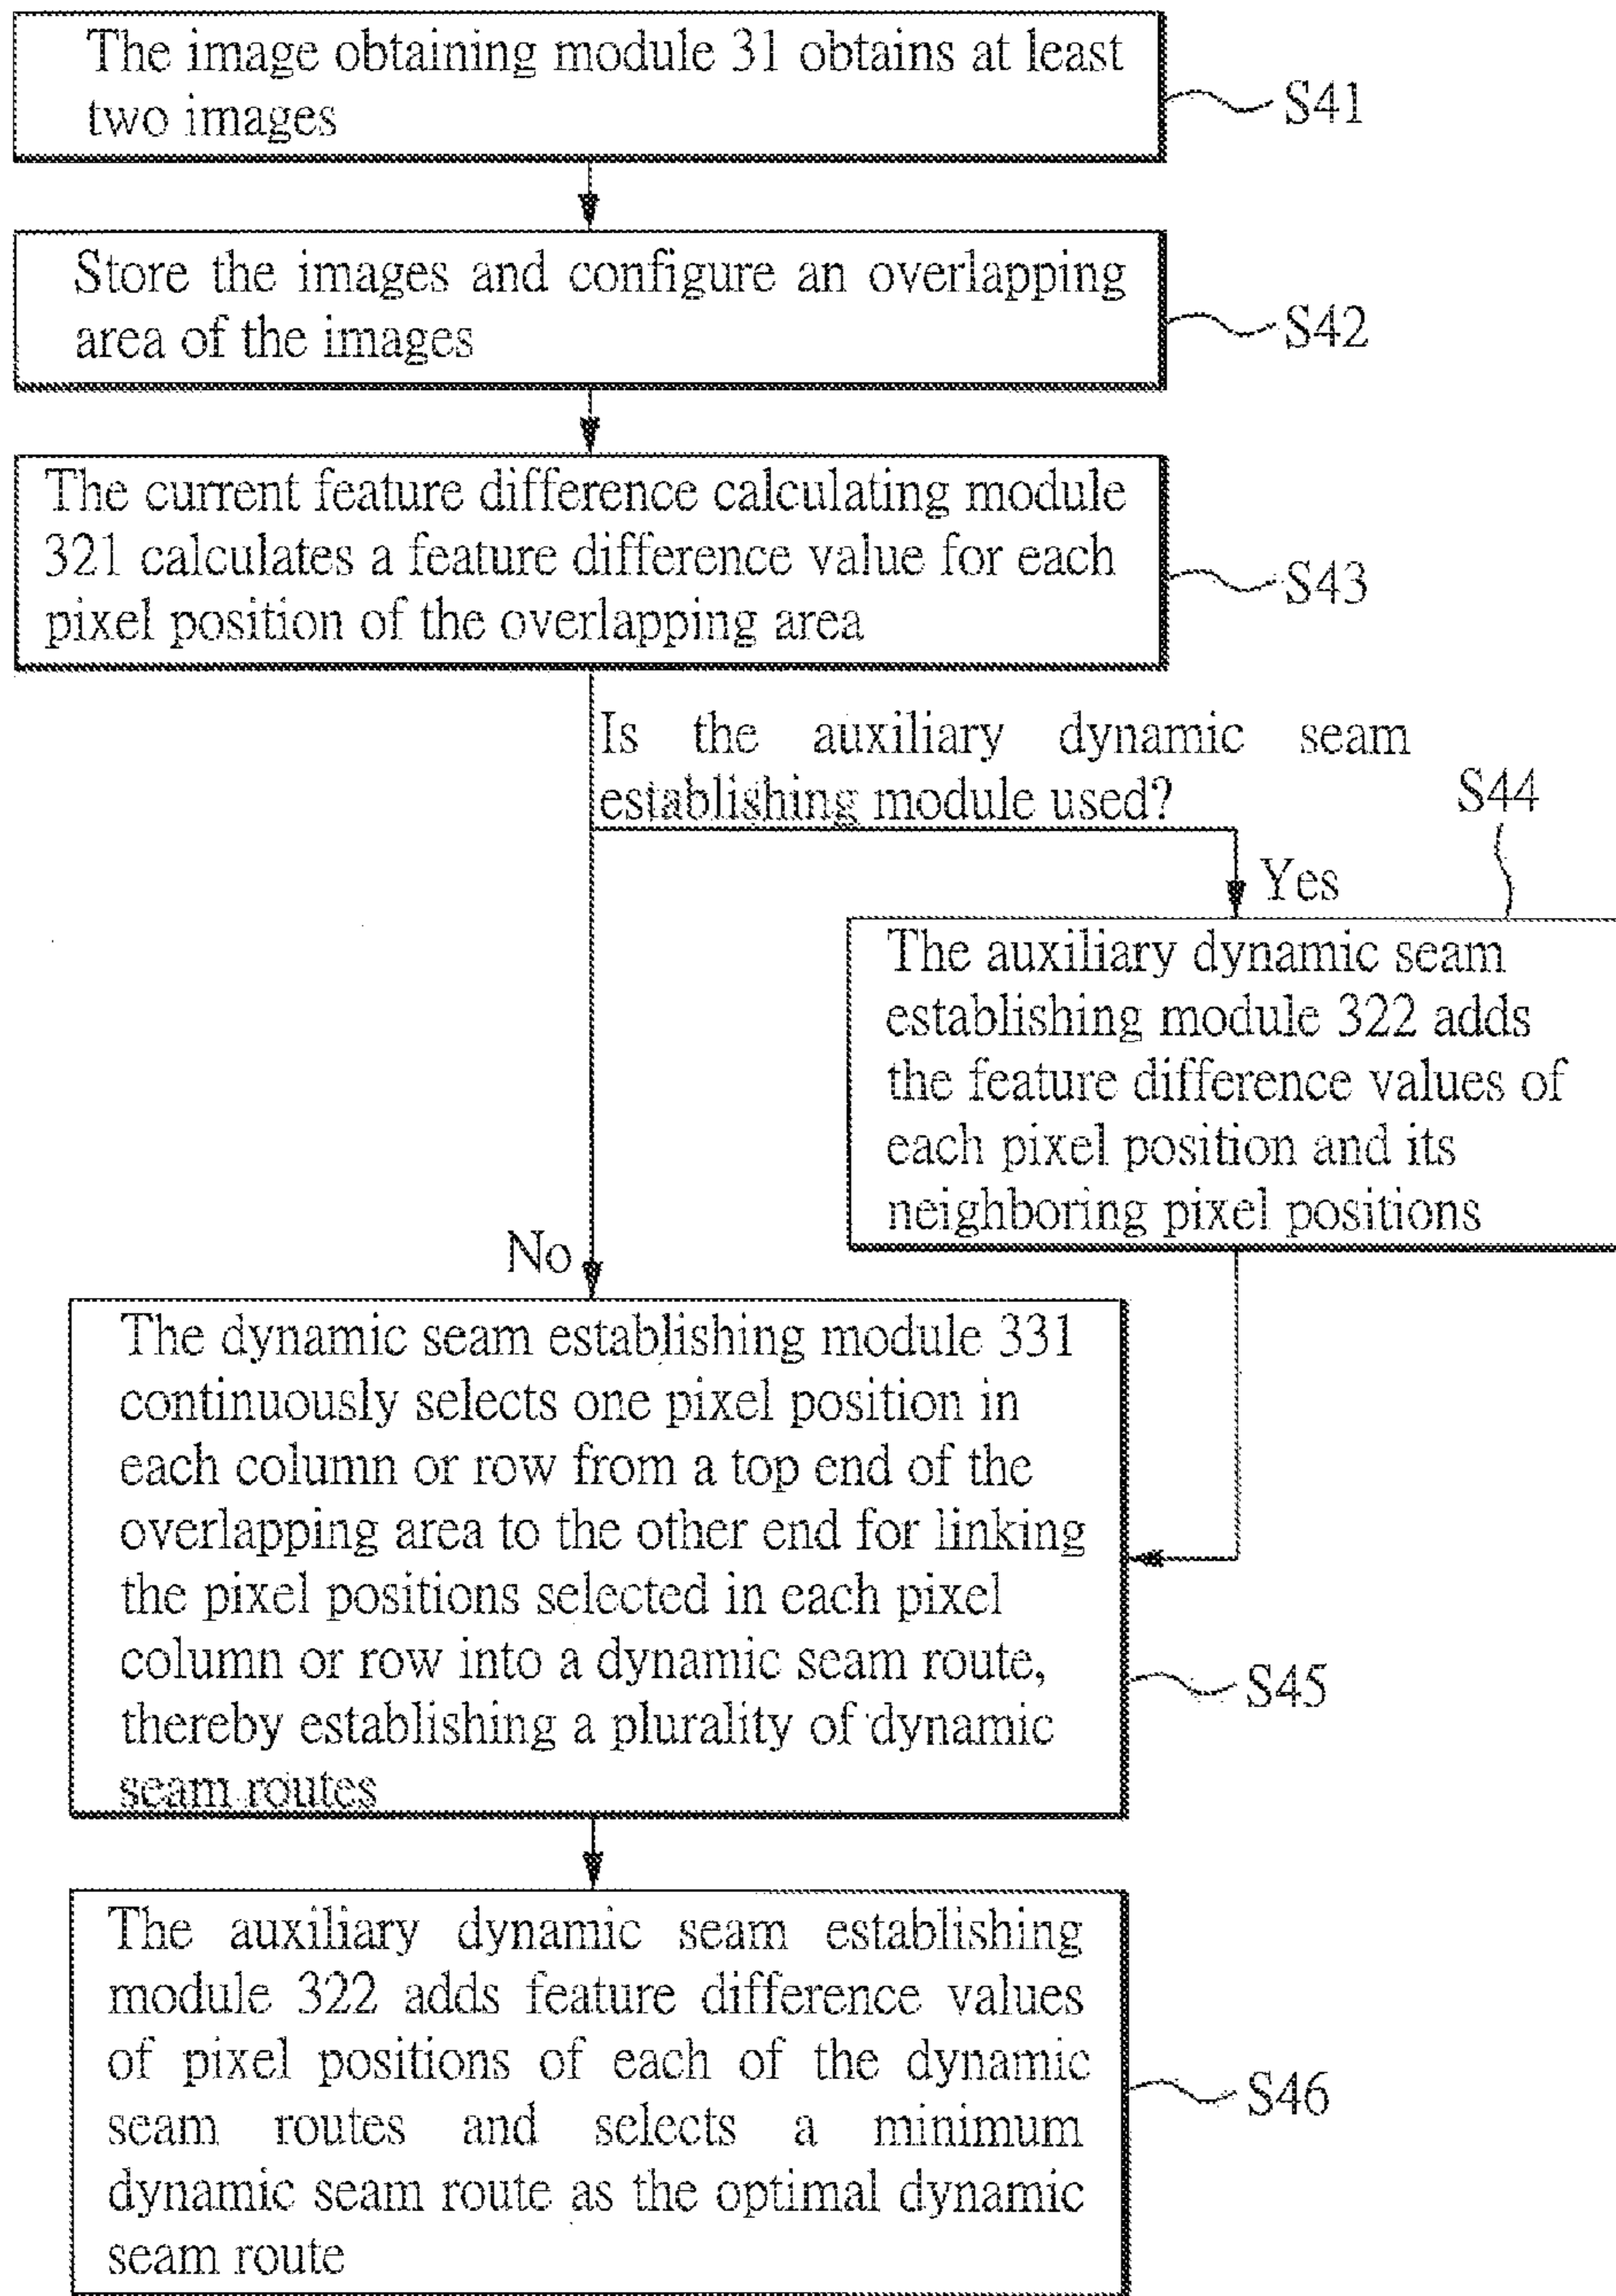 The image obtaining module 31 obtains at least
two images
S41
Store the images and configure an overlapping
area of the images
S42
The current feature difference calculating module
321 calculates a feature difference value for each
pixel position of the overlapping area
S43
Is the auxiliary dynamic seam
establishing module used?
S44
Yes
The auxiliary dynamic seam
establishing module 322 adds
the feature difference values of
each pixel position and its
neighboring pixel positions
No
The dynamic seam establishing module 331
continuously selects one pixel position in
each column or row from a top end of the
overlapping area to the other end for linking
the pixel positions selected in each pixel
column or row into a dynamic seam route,
thereby establishing a plurality of dynamic
seam routes
S45
The auxiliary dynamic seam establishing
module 322 adds feature difference values
of pixel positions of each of the dynamic
seam routes and selects a minimum
dynamic seam route as the optimal dynamic
seam route
S46